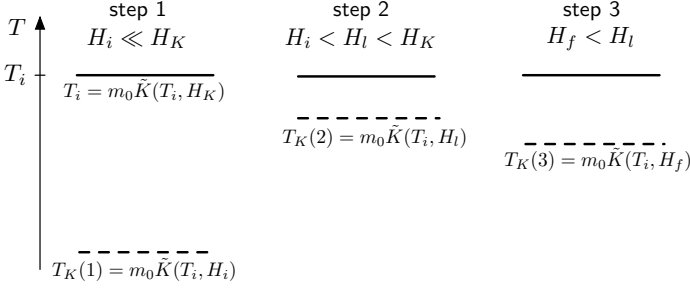 T
step 1
step 2
step 3
H_i ≪ H_K
H_i < H_l < H_K
H_f < H_l
T_i
T_i = m_0 K̃(T_i, H_K)
T_K(2) = m_0 K̃(T_i, H_l)
T_K(3) = m_0 K̃(T_i, H_f)
T_K(1) = m_0 K̃(T_i, H_i)